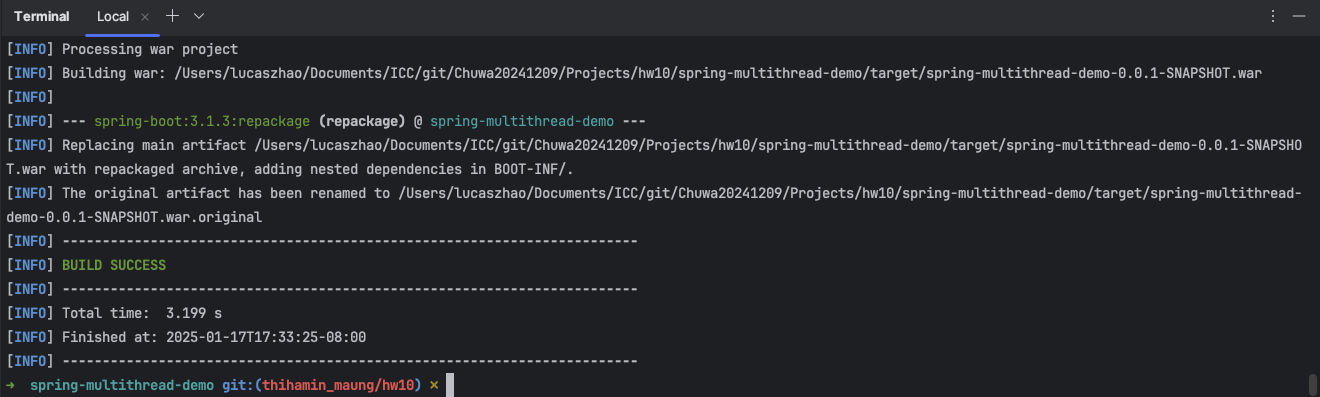 Terminal Local × + ⌄ ⋮ —
[INFO] Processing war project
[INFO] Building war: /Users/lucaszhao/Documents/ICC/git/Chuwa20241209/Projects/hw10/spring-multithread-demo/target/spring-multithread-demo-0.0.1-SNAPSHOT.war
[INFO]
[INFO] --- spring-boot:3.1.3:repackage (repackage) @ spring-multithread-demo ---
[INFO] Replacing main artifact /Users/lucaszhao/Documents/ICC/git/Chuwa20241209/Projects/hw10/spring-multithread-demo/target/spring-multithread-demo-0.0.1-SNAPSHO
T.war with repackaged archive, adding nested dependencies in BOOT-INF/.
[INFO] The original artifact has been renamed to /Users/lucaszhao/Documents/ICC/git/Chuwa20241209/Projects/hw10/spring-multithread-demo/target/spring-multithread-
demo-0.0.1-SNAPSHOT.war.original
[INFO] ------------------------------------------------------------------------
[INFO] BUILD SUCCESS
[INFO] ------------------------------------------------------------------------
[INFO] Total time:  3.199 s
[INFO] Finished at: 2025-01-17T17:33:25-08:00
[INFO] ------------------------------------------------------------------------
→  spring-multithread-demo git:(thihamin_maung/hw10) ×